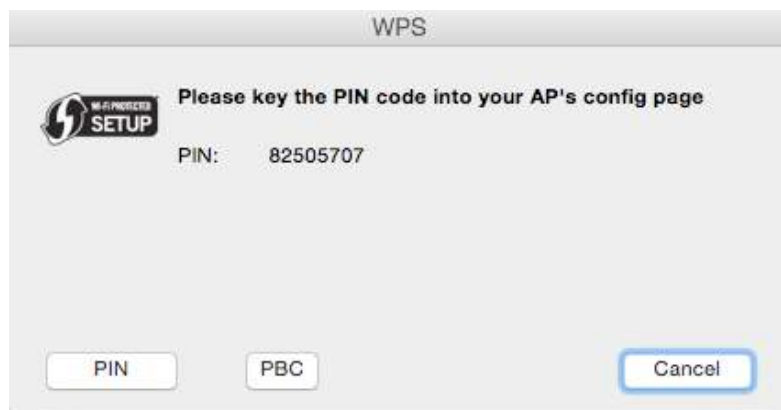 WPS
Wi-Fi PROTECTED
SETUP
Please key the PIN code into your AP's config page
PIN: 82505707
PIN PBC Cancel